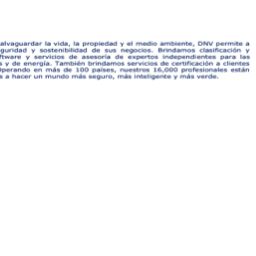 alvaguardar la vida, la propiedad y el medio ambiente, DNV permite a
guridad y sostenibilidad de sus negocios. Brindamos clasificación y
ftware y servicios de asesoría de expertos independientes para las
s y de energía. También brindamos servicios de certificación a clientes
Operando en más de 100 países, nuestros 16,000 profesionales están
s a hacer un mundo más seguro, más inteligente y más verde.